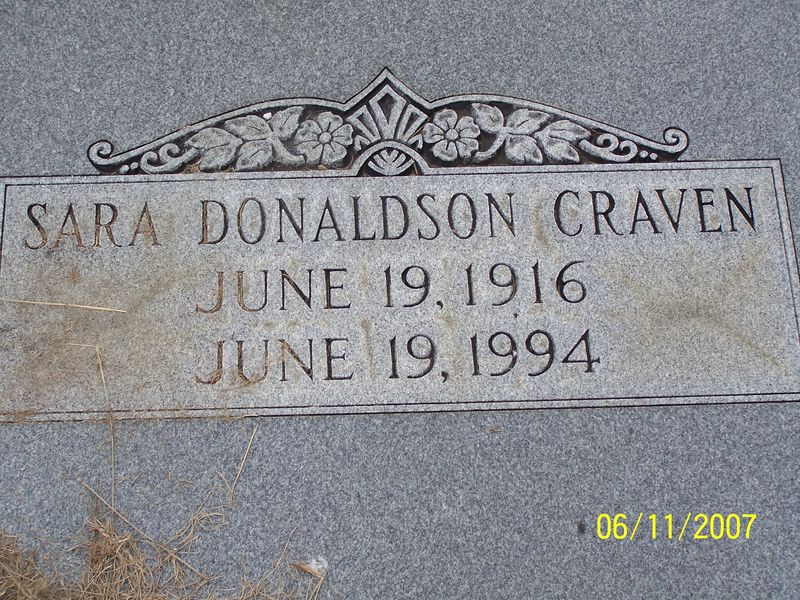 SARA DONALDSON CRAVEN
JUNE 19, 1916
JUNE 19, 1994
06/11/2007